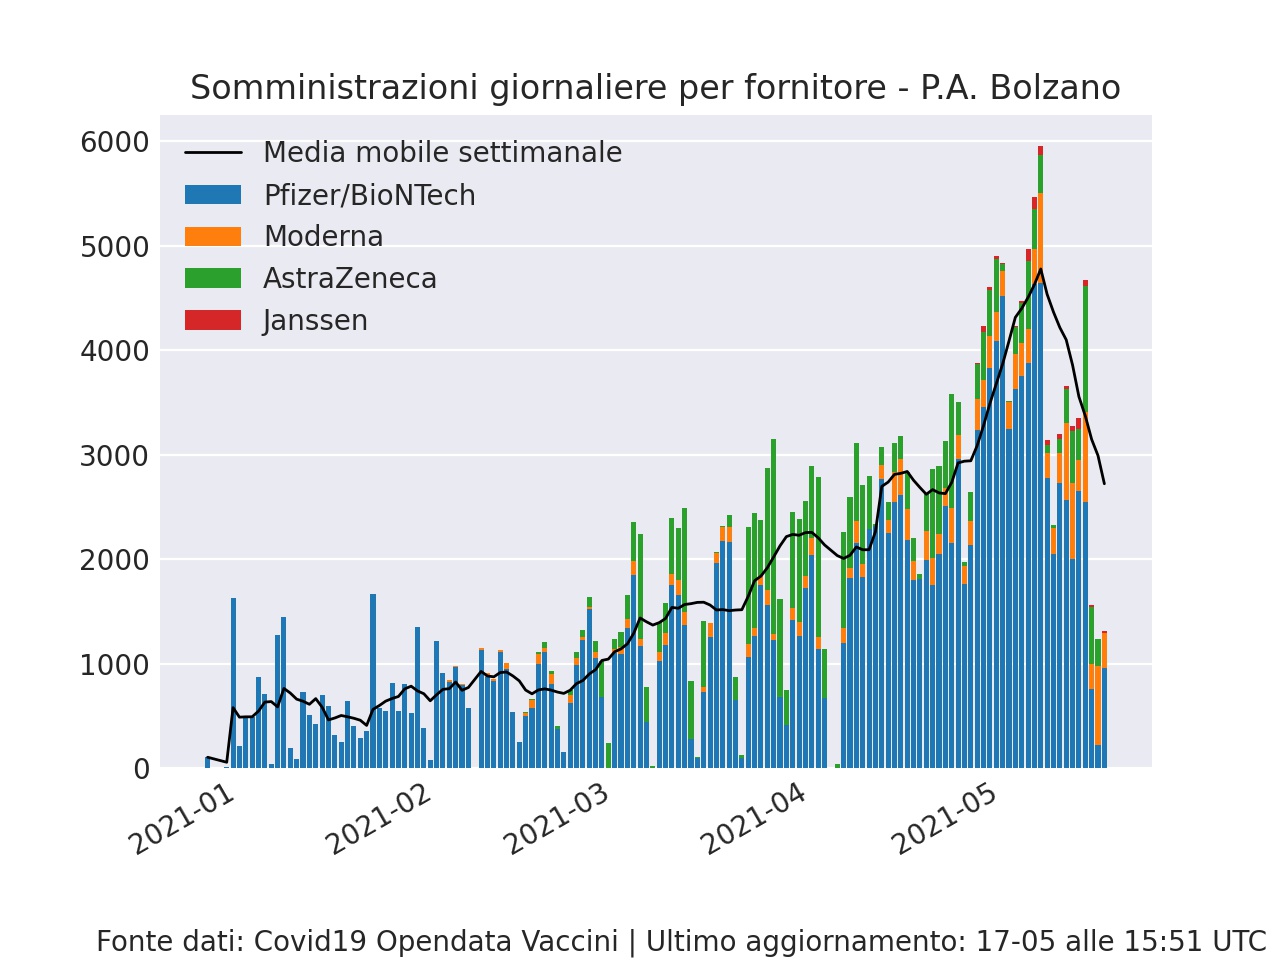 Somministrazioni giornaliere per fornitore - P.A. Bolzano
Media mobile settimanale
Pfizer/BioNTech
Moderna
AstraZeneca
Janssen
6000
5000
4000
3000
2000
1000
0
2021-01
2021-02
2021-03
2021-04
2021-05
Fonte dati: Covid19 Opendata Vaccini | Ultimo aggiornamento: 17-05 alle 15:51 UTC